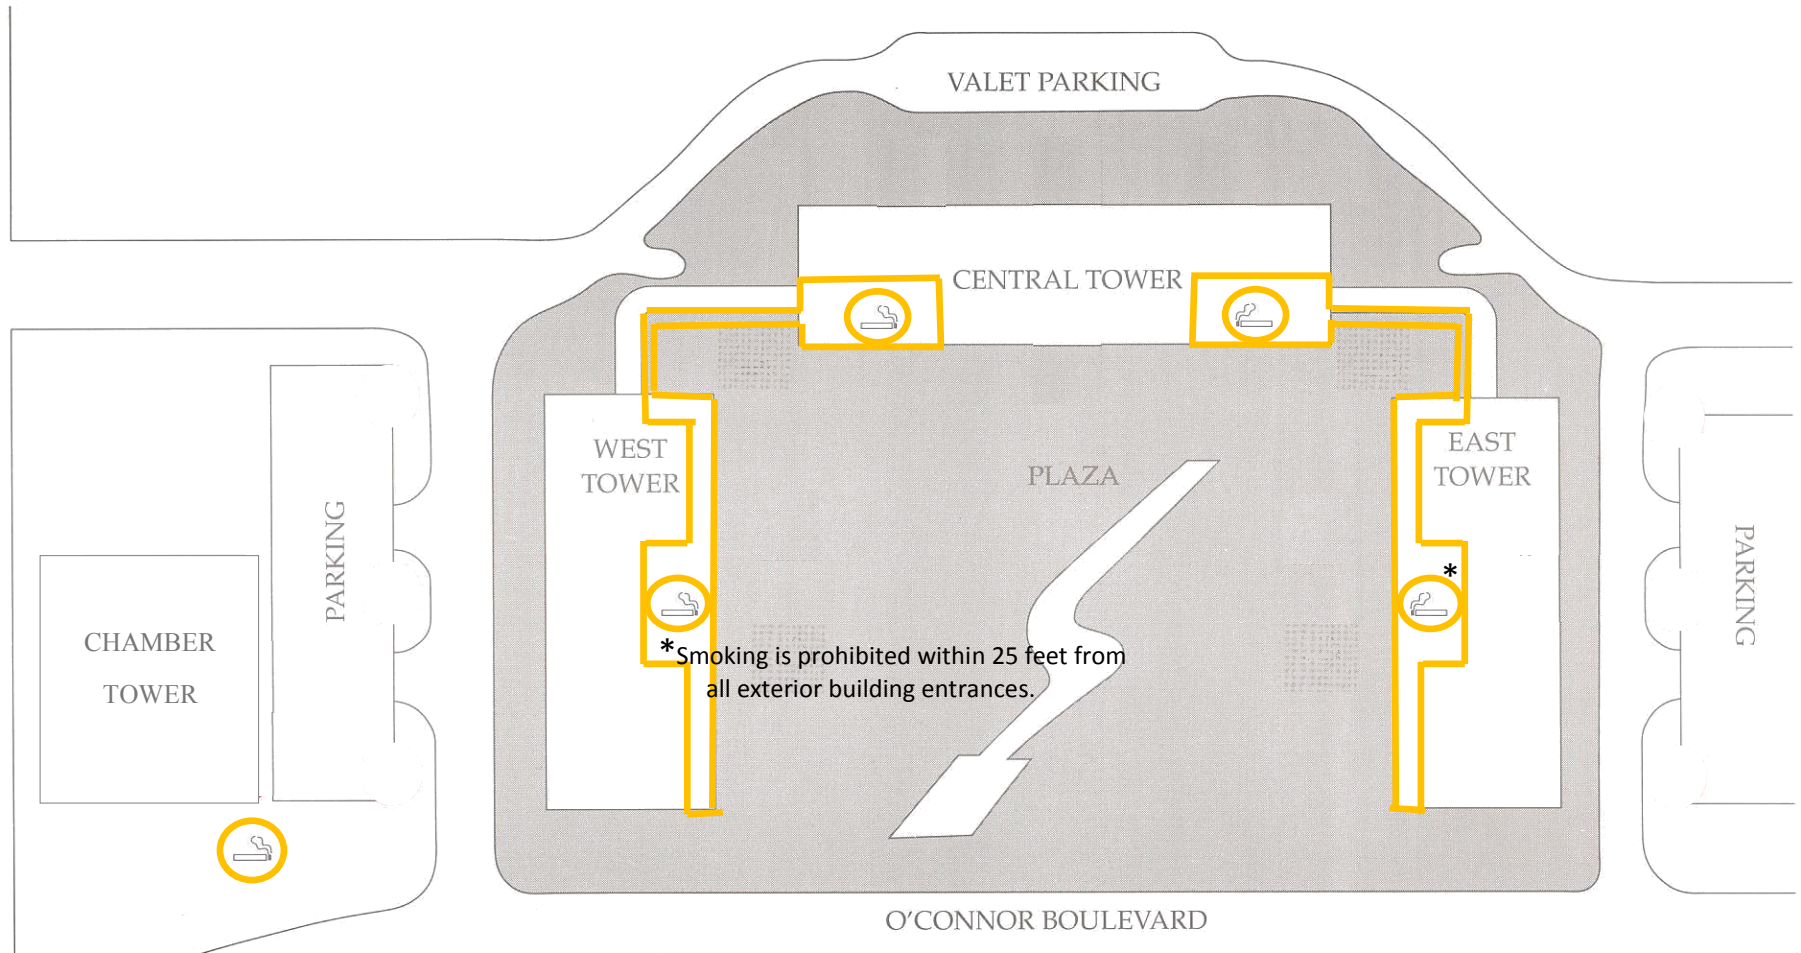 VALET PARKING
CENTRAL TOWER
WEST
TOWER
PLAZA
EAST
TOWER
PARKING
PARKING
CHAMBER
TOWER
*
*Smoking is prohibited within 25 feet from
all exterior building entrances.
O'CONNOR BOULEVARD